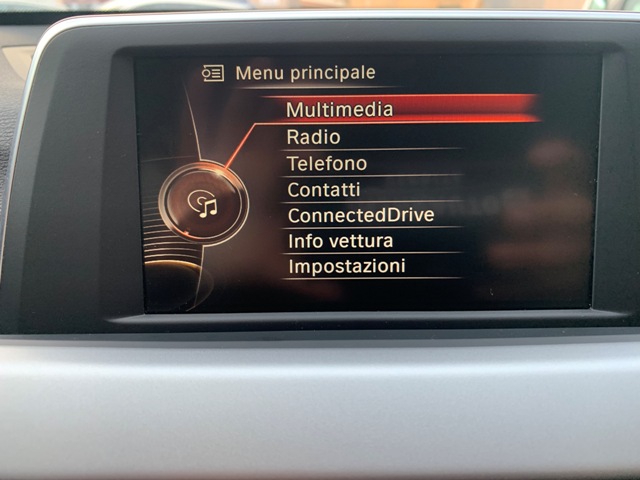 Menu principale
Multimedia
Radio
Telefono
Contatti
ConnectedDrive
Info vettura
Impostazioni